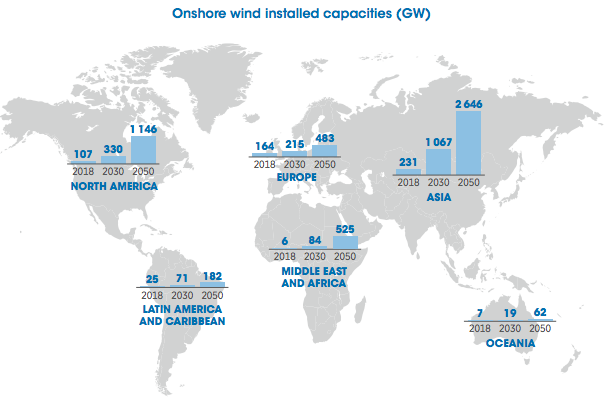 Onshore wind installed capacities (GW)
107 330 1 146
2018 2030 2050
NORTH AMERICA
164 215 483
2018 2030 2050
EUROPE
231 1 067 2 646
2018 2030 2050
ASIA
6 84 525
2018 2030 2050
MIDDLE EAST
AND AFRICA
25 71 182
2018 2030 2050
LATIN AMERICA
AND CARIBBEAN
7 19 62
2018 2030 2050
OCEANIA